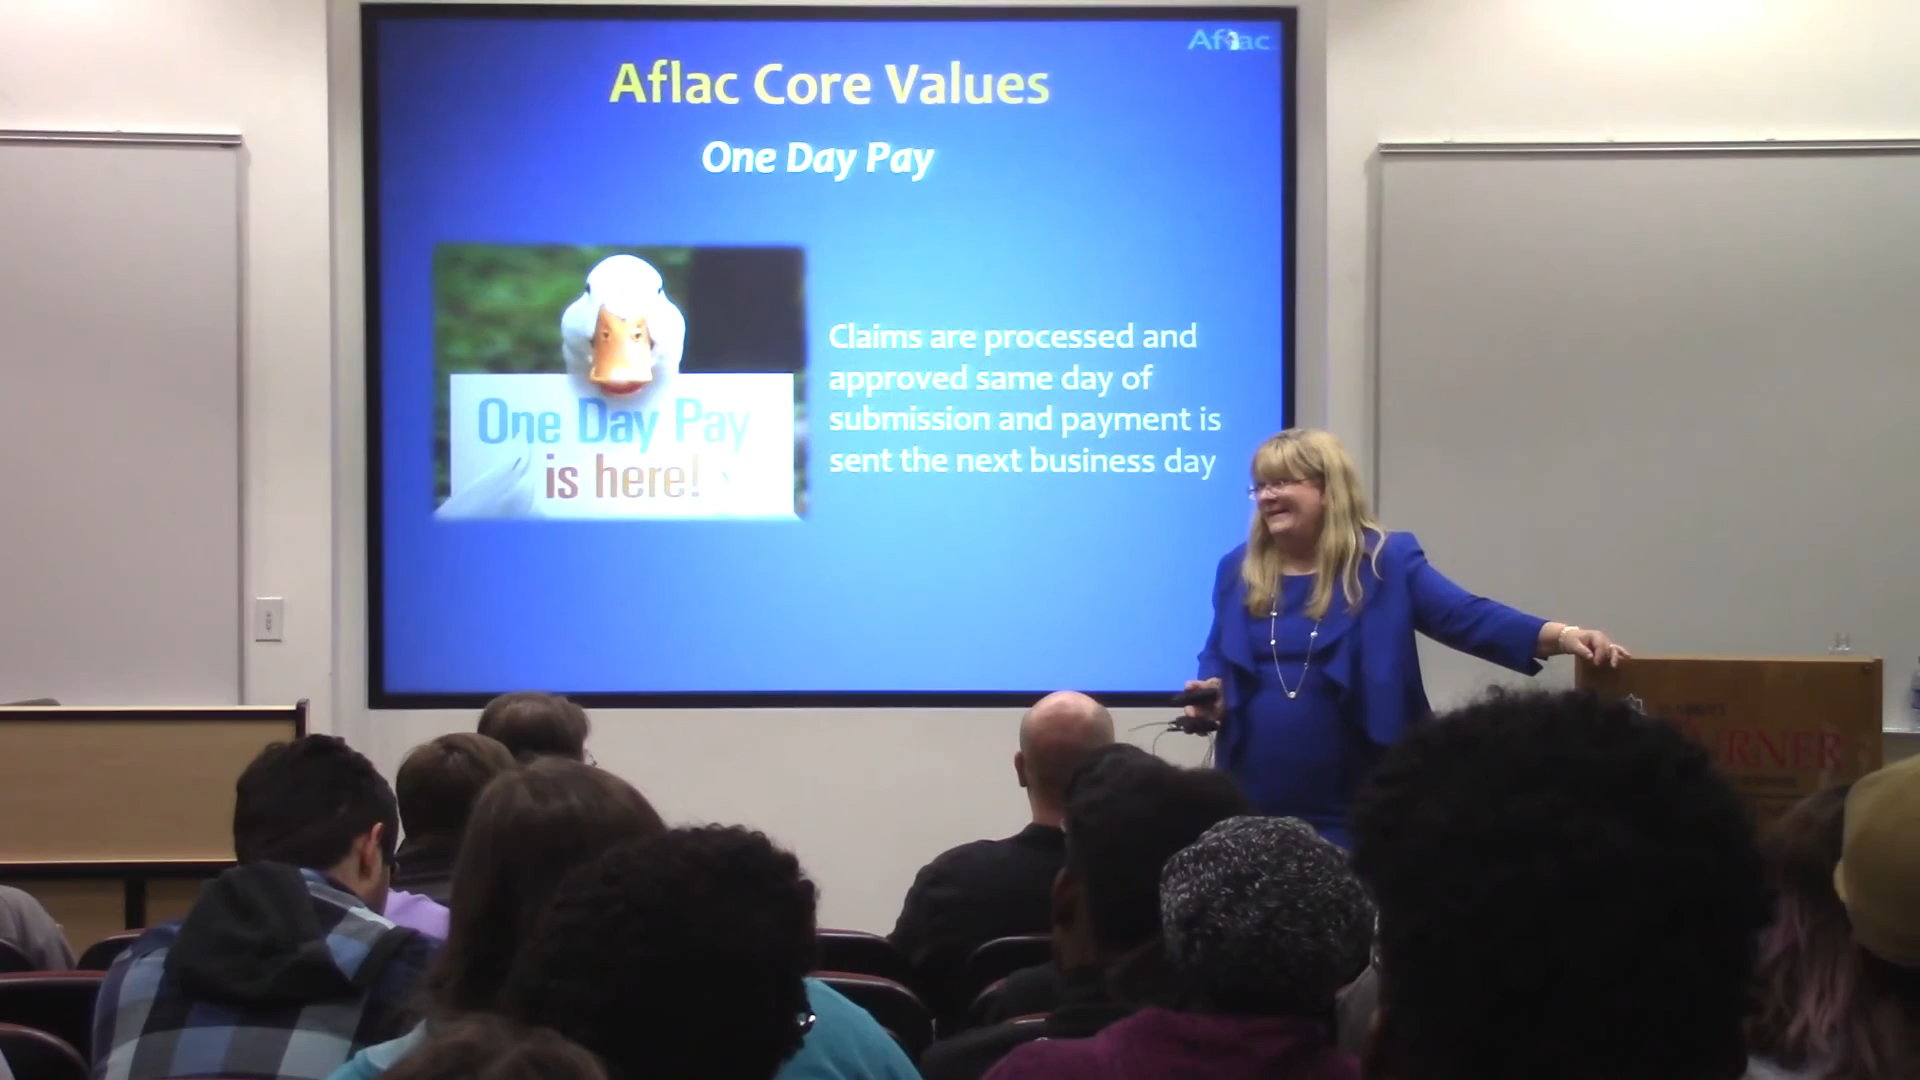 Aflac
Aflac Core Values
One Day Pay
One Day Pay
is here!
Claims are processed and
approved same day of
submission and payment is
sent the next business day